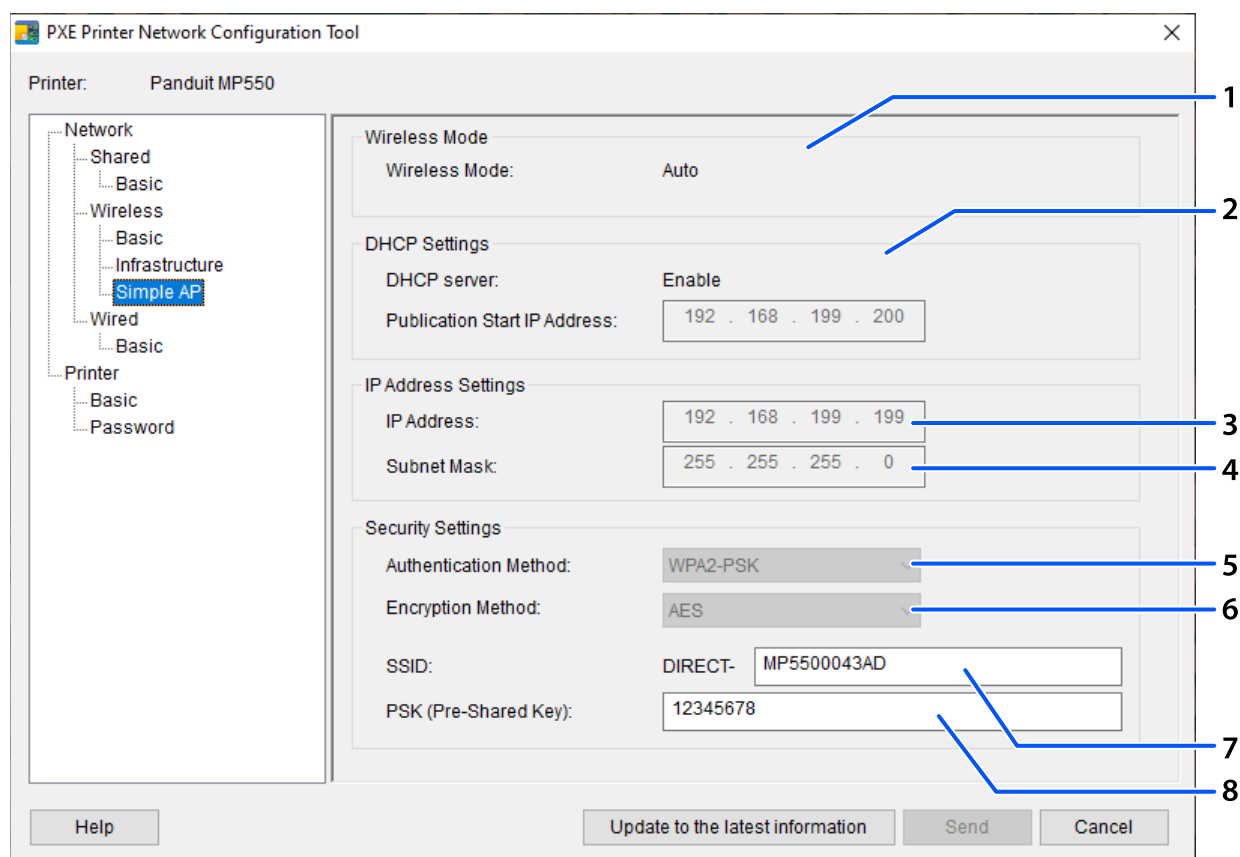 PXE Printer Network Configuration Tool
Printer: Panduit MP550
Network
Shared
Basic
Wireless
Basic
Infrastructure
Simple AP
Wired
Basic
Printer
Basic
Password
Wireless Mode
Wireless Mode: Auto
DHCP Settings
DHCP server: Enable
Publication Start IP Address: 192 . 168 . 199 . 200
IP Address Settings
IP Address: 192 . 168 . 199 . 199
Subnet Mask: 255 . 255 . 255 . 0
Security Settings
Authentication Method: WPA2-PSK
Encryption Method: AES
SSID: DIRECT- MP5500043AD
PSK (Pre-Shared Key): 12345678
Help Update to the latest information Send Cancel
1
2
3
4
5
6
7
8